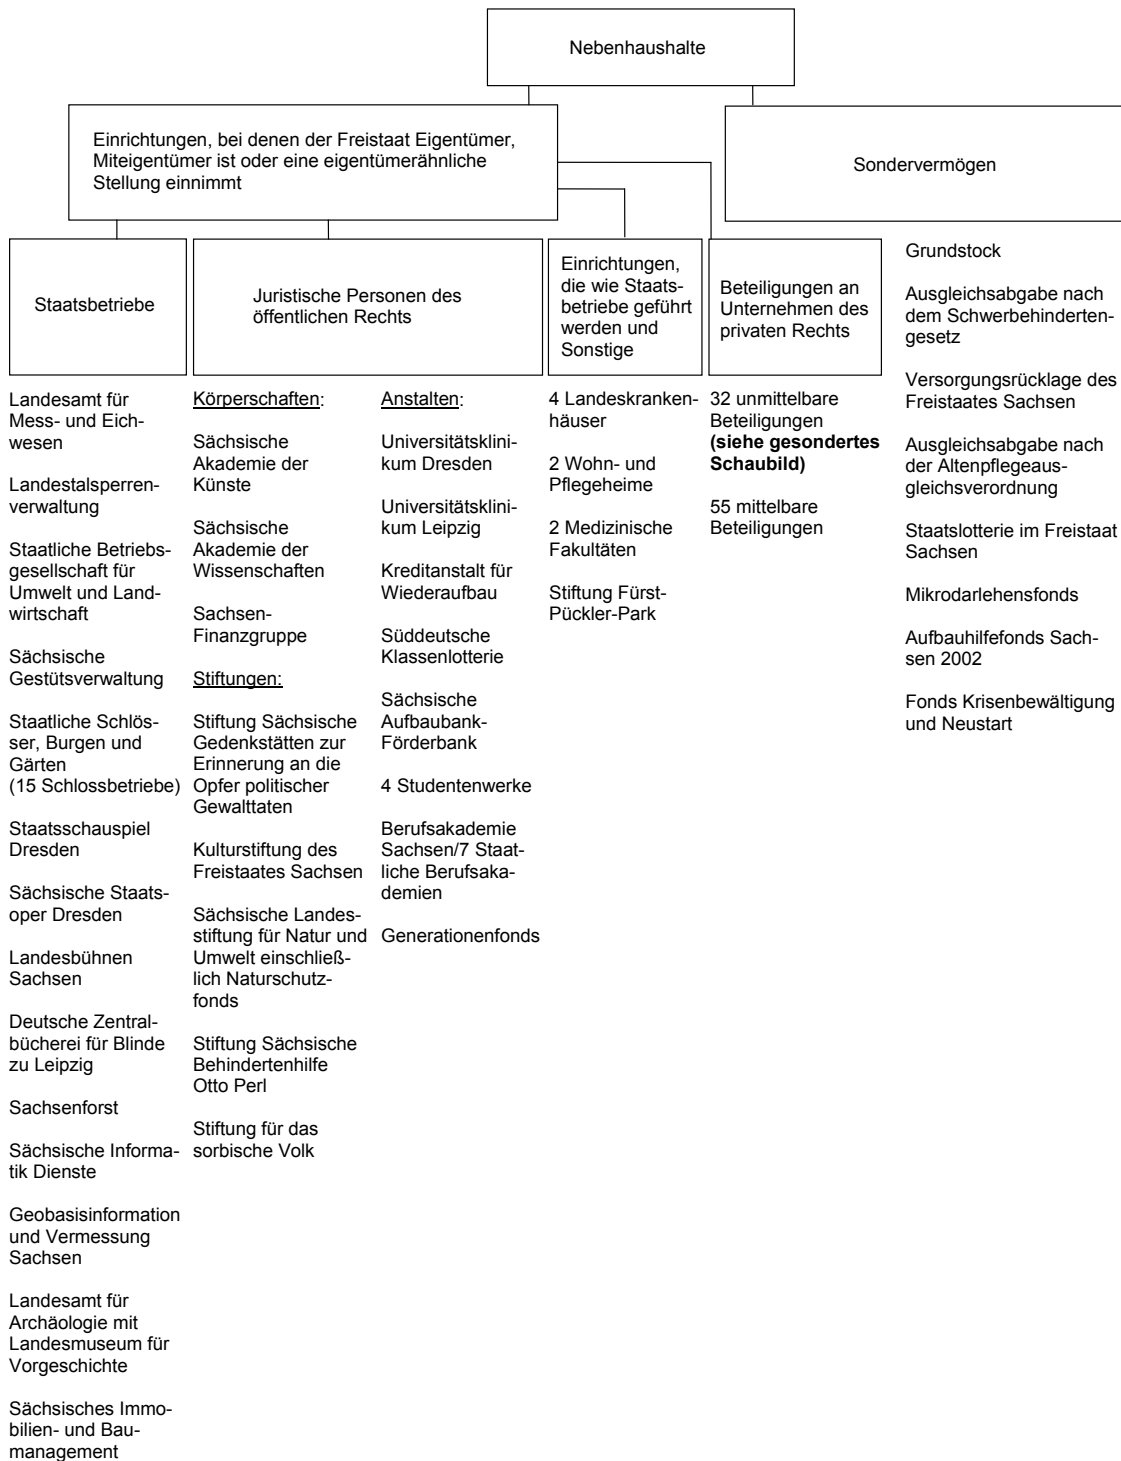 Nebenhaushalte
Einrichtungen, bei denen der Freistaat Eigentümer,
Miteigentümer ist oder eine eigentümerähnliche
Stellung einnimmt
Sondervermögen
Staatsbetriebe
Juristische Personen des
öffentlichen Rechts
Einrichtungen,
die wie Staats-
betriebe geführt
werden und
Sonstige
Beteiligungen an
Unternehmen des
privaten Rechts
Landesamt für
Mess- und Eich-
wesen
Landestalsperren-
verwaltung
Staatliche Betriebs-
gesellschaft für
Umwelt und Land-
wirtschaft
Sächsische
Gestütsverwaltung
Staatliche Schlös-
ser, Burgen und
Gärten
(15 Schlossbetriebe)
Staatsschauspiel
Dresden
Sächsische Staats-
oper Dresden
Landesbühnen
Sachsen
Deutsche Zentral-
bücherei für Blinde
zu Leipzig
Sachsenforst
Sächsische Informa-
tik Dienste
Geobasisinformation
und Vermessung
Sachsen
Landesamt für
Archäologie mit
Landesmuseum für
Vorgeschichte
Sächsisches Immo-
bilien- und Bau-
management
Körperschaften:
Sächsische
Akademie der
Künste
Sächsische
Akademie der
Wissenschaften
Sachsen-
Finanzgruppe
Stiftungen:
Stiftung Sächsische
Gedenkstätten zur
Erinnerung an die
Opfer politischer
Gewalttaten
Kulturstiftung des
Freistaates Sachsen
Sächsische Landes-
stiftung für Natur und
Umwelt einschließ-
lich Naturschutz-
fonds
Stiftung Sächsische
Behindertenhilfe
Otto Perl
Stiftung für das
sorbische Volk
Anstalten:
Universitätsklini-
kum Dresden
Universitätsklini-
kum Leipzig
Kreditanstalt für
Wiederaufbau
Süddeutsche
Klassenlotterie
Sächsische
Aufbaubank-
Förderbank
4 Studentenwerke
Berufsakademie
Sachsen/7 Staat-
liche Berufsaka-
demien
Generationenfonds
4 Landeskranken-
häuser
2 Wohn- und
Pflegeheime
2 Medizinische
Fakultäten
Stiftung Fürst-
Pückler-Park
32 unmittelbare
Beteiligungen
(siehe gesondertes
Schaubild)
55 mittelbare
Beteiligungen
Grundstock
Ausgleichsabgabe nach
dem Schwerbehinderten-
gesetz
Versorgungsrücklage des
Freistaates Sachsen
Ausgleichsabgabe nach
der Altenpflegeaus-
gleichsverordnung
Staatslotterie im Freistaat
Sachsen
Mikrodarlehensfonds
Aufbauhilfefonds Sach-
sen 2002
Fonds Krisenbewältigung
und Neustart